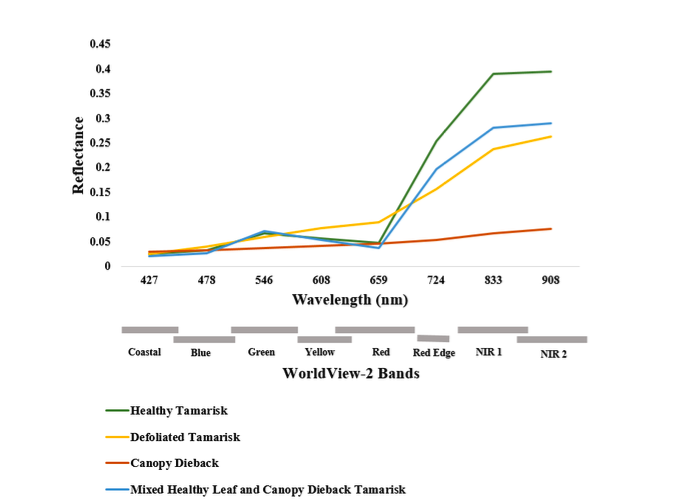 0.45
0.4
0.35
0.3
0.25
0.2
0.15
0.1
0.05
0
Reflectance
427 478 546 608 659 724 833 908
Wavelength (nm)
Coastal Blue Green Yellow Red Red Edge NIR 1 NIR 2
WorldView-2 Bands
Healthy Tamarisk
Defoliated Tamarisk
Canopy Dieback
Mixed Healthy Leaf and Canopy Dieback Tamarisk